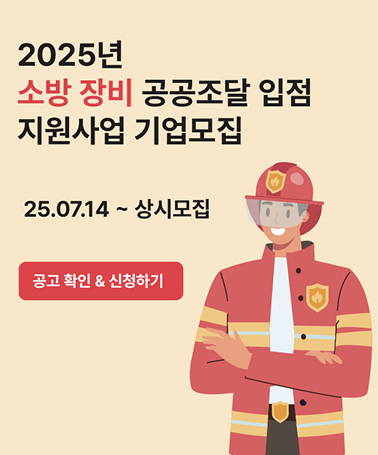 2025년
소방 장비 공공조달 입점
지원사업 기업모집
25.07.14 ~ 상시모집
공고 확인 & 신청하기